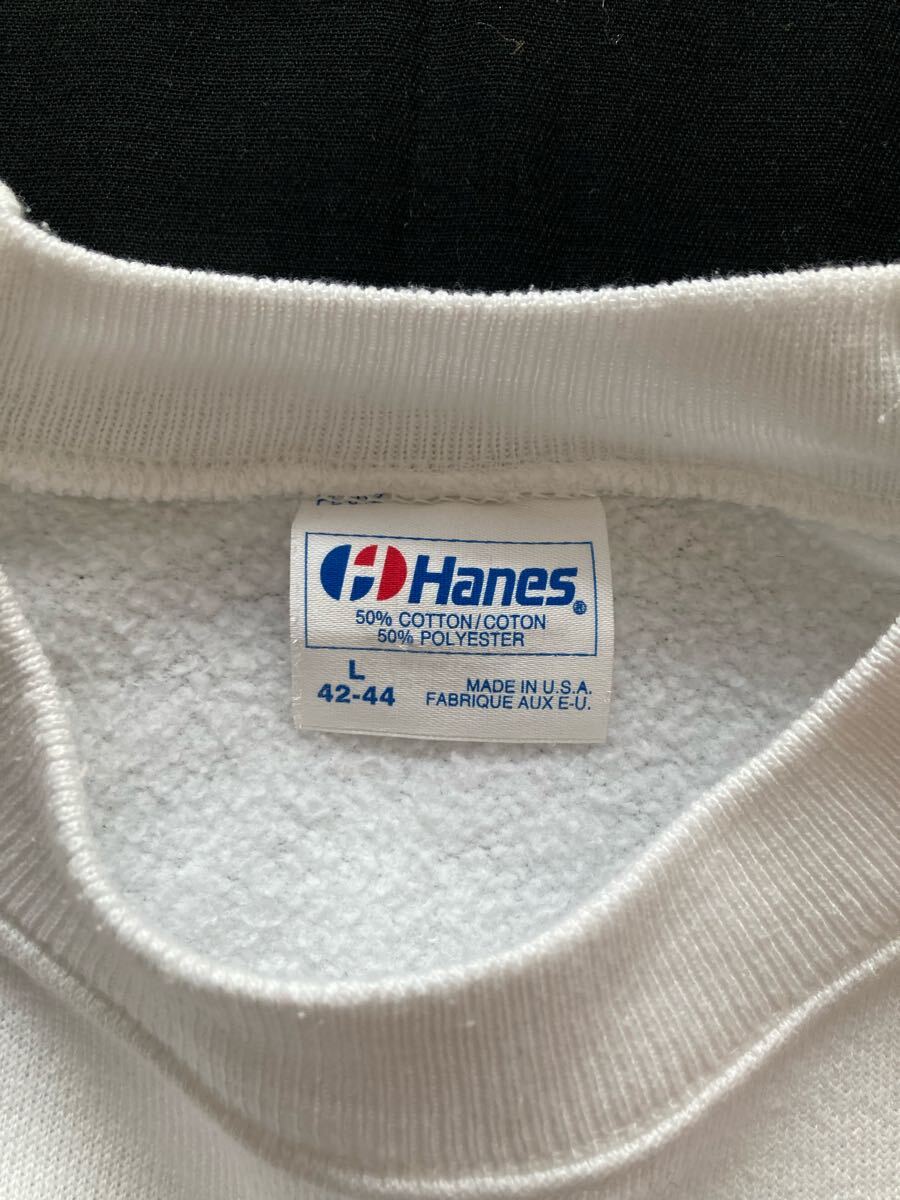 Hanes®
50% COTTON/COTON
50% POLYESTER
L
42-44
MADE IN U.S.A.
FABRIQUE AUX E-U.